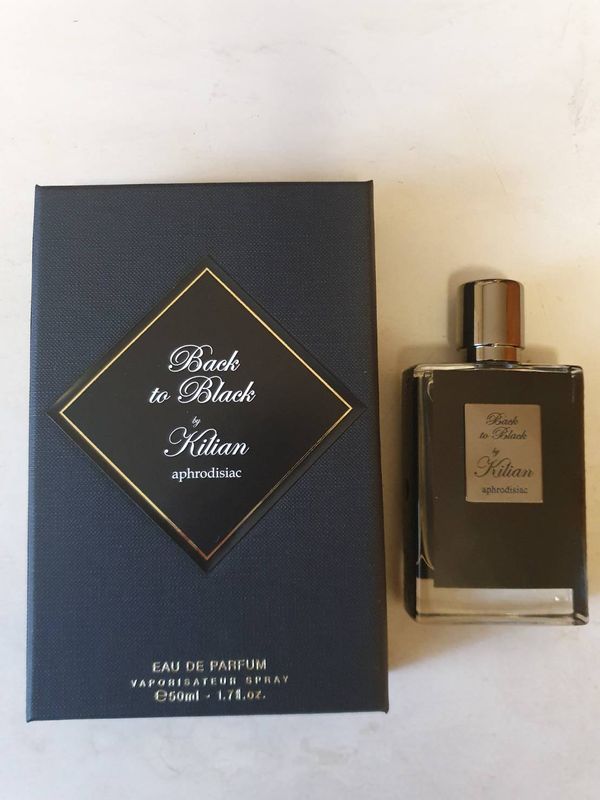 Back
to Black
by
Kilian
aphrodisiac
EAU DE PARFUM
VAPORISATEUR SPRAY
℮50ml - 1.7fl.oz.
Back
to Black
by
Kilian
aphrodisiac